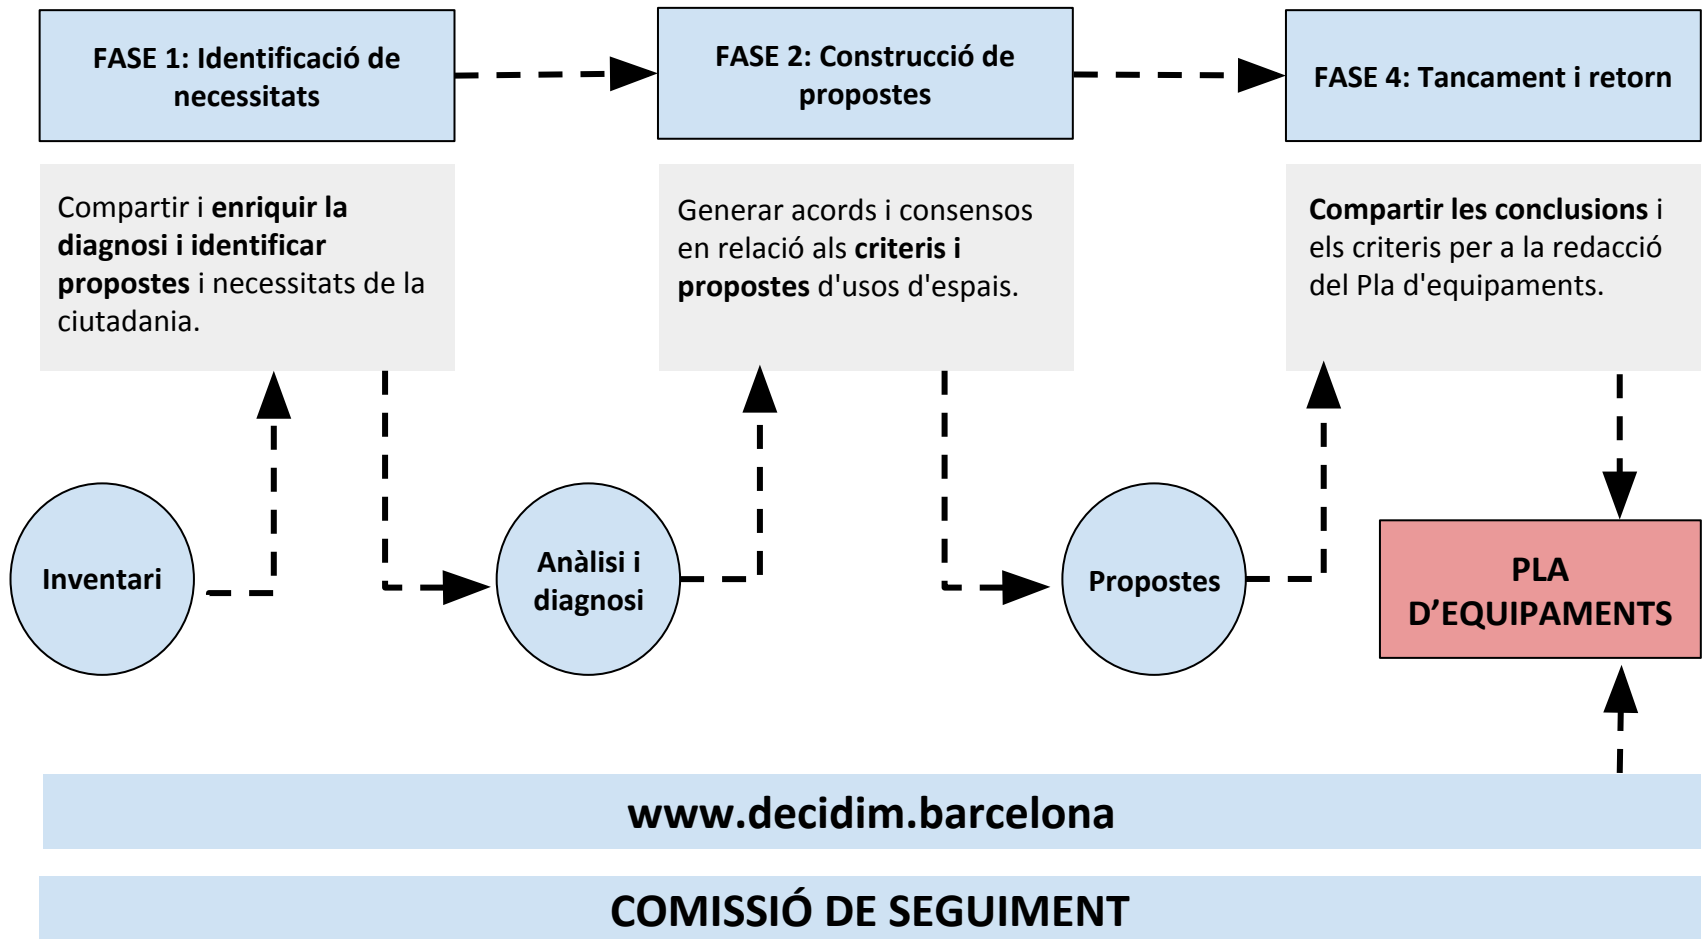 FASE 1: Identificació de
necessitats
FASE 2: Construcció de
propostes
FASE 4: Tancament i retorn
Compartir i enriquir la
diagnosi i identificar
propostes i necessitats de la
ciutadania.
Generar acords i consensos
en relació als criteris i
propostes d'usos d'espais.
Compartir les conclusions i
els criteris per a la redacció
del Pla d'equipaments.
Inventari
Anàlisi i
diagnosi
Propostes
PLA
D’EQUIPAMENTS
www.decidim.barcelona
COMISSIÓ DE SEGUIMENT